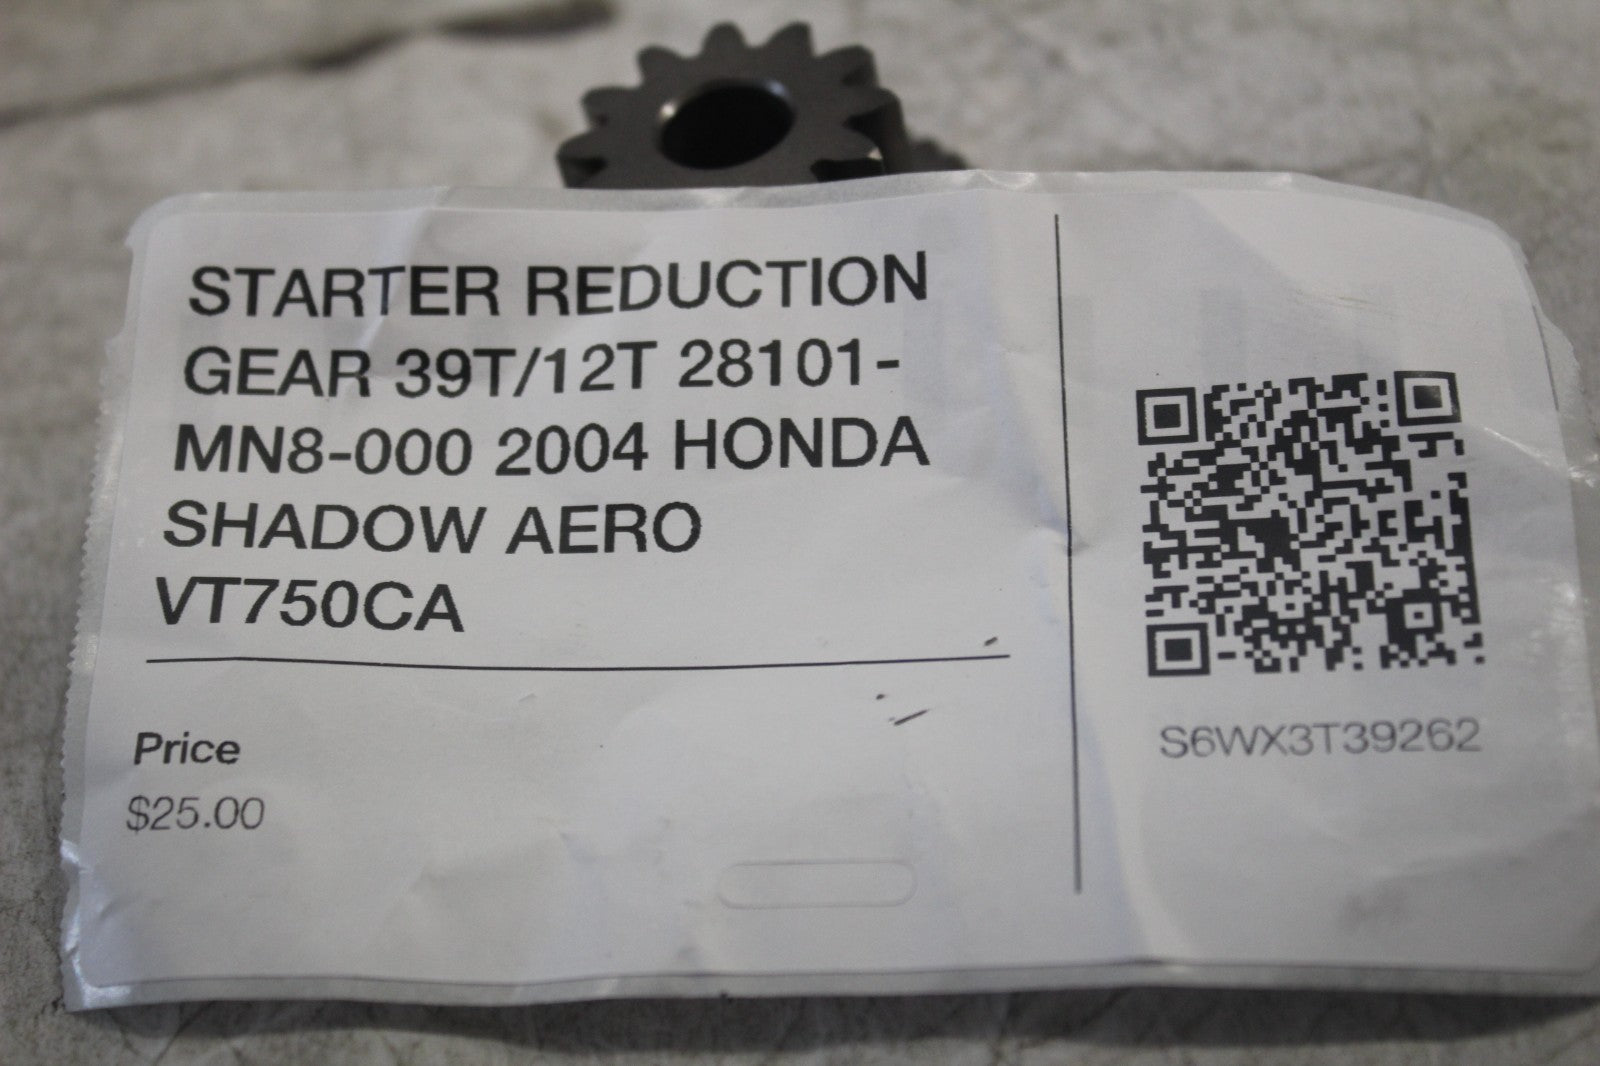 STARTER REDUCTION
GEAR 39T/12T 28101-
MN8-000 2004 HONDA
SHADOW AERO
VT750CA
Price
$25.00
S6WX3T39262